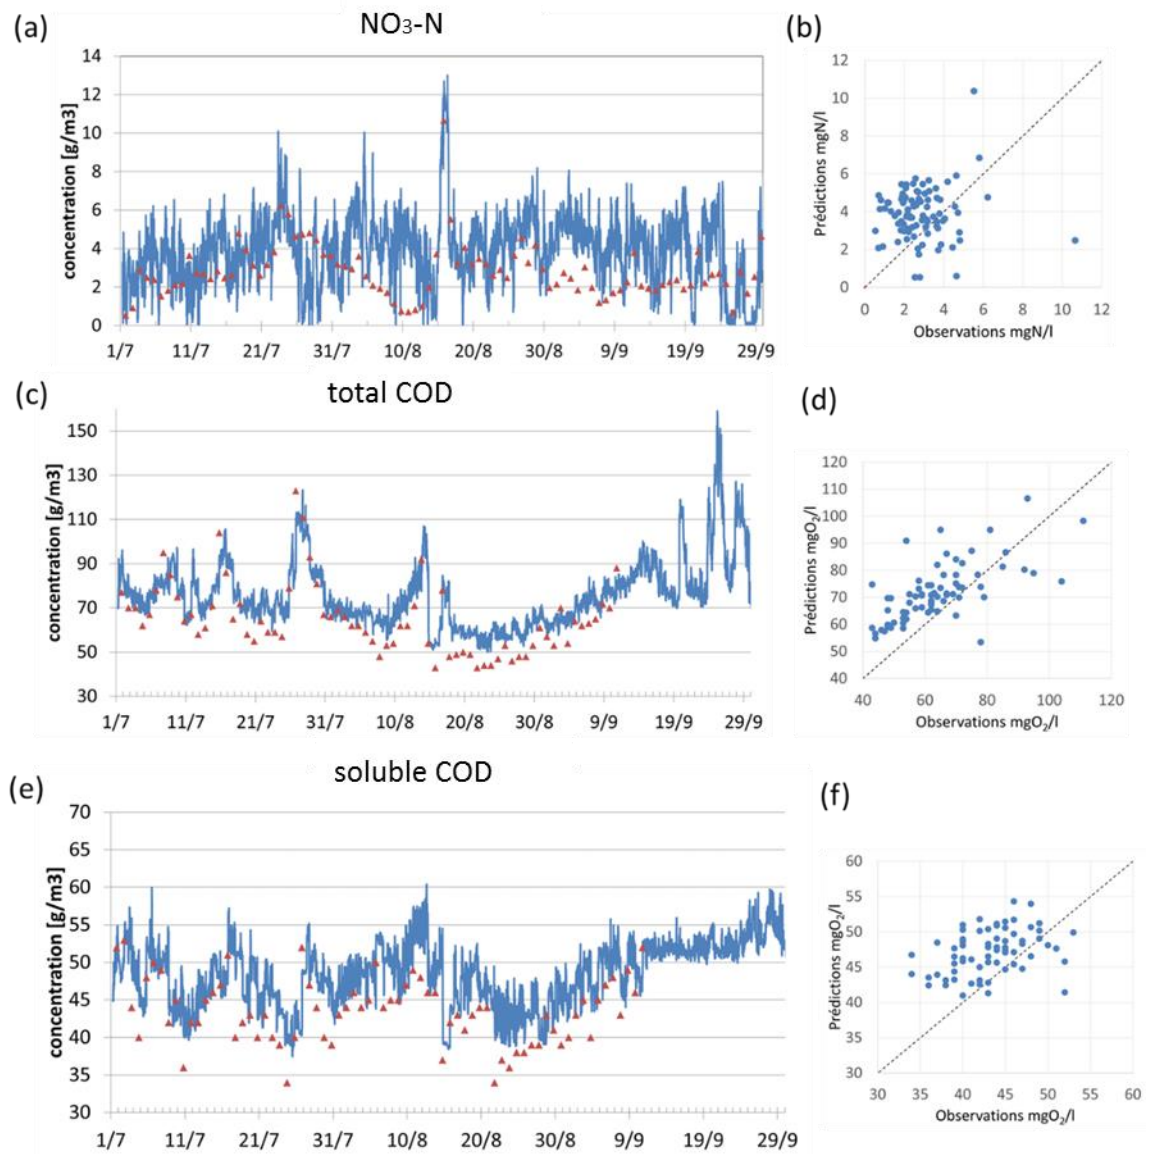 (a)
NO₃-N
concentration [g/m3]
14
12
10
8
6
4
2
0
1/7 11/7 21/7 31/7 10/8 20/8 30/8 9/9 19/9 29/9
(b)
Prédictions mgN/l
12
10
8
6
4
2
0
0 2 4 6 8 10 12
Observations mgN/l
(c)
total COD
concentration [g/m3]
150
130
110
90
70
50
30
1/7 11/7 21/7 31/7 10/8 20/8 30/8 9/9 19/9 29/9
(d)
Prédictions mgO₂/l
120
110
100
90
80
70
60
50
40
40 60 80 100 120
Observations mgO₂/l
(e)
soluble COD
concentration [g/m3]
70
65
60
55
50
45
40
35
30
1/7 11/7 21/7 31/7 10/8 20/8 30/8 9/9 19/9 29/9
(f)
Prédictions mgO₂/l
60
55
50
45
40
35
30
30 35 40 45 50 55 60
Observations mgO₂/l